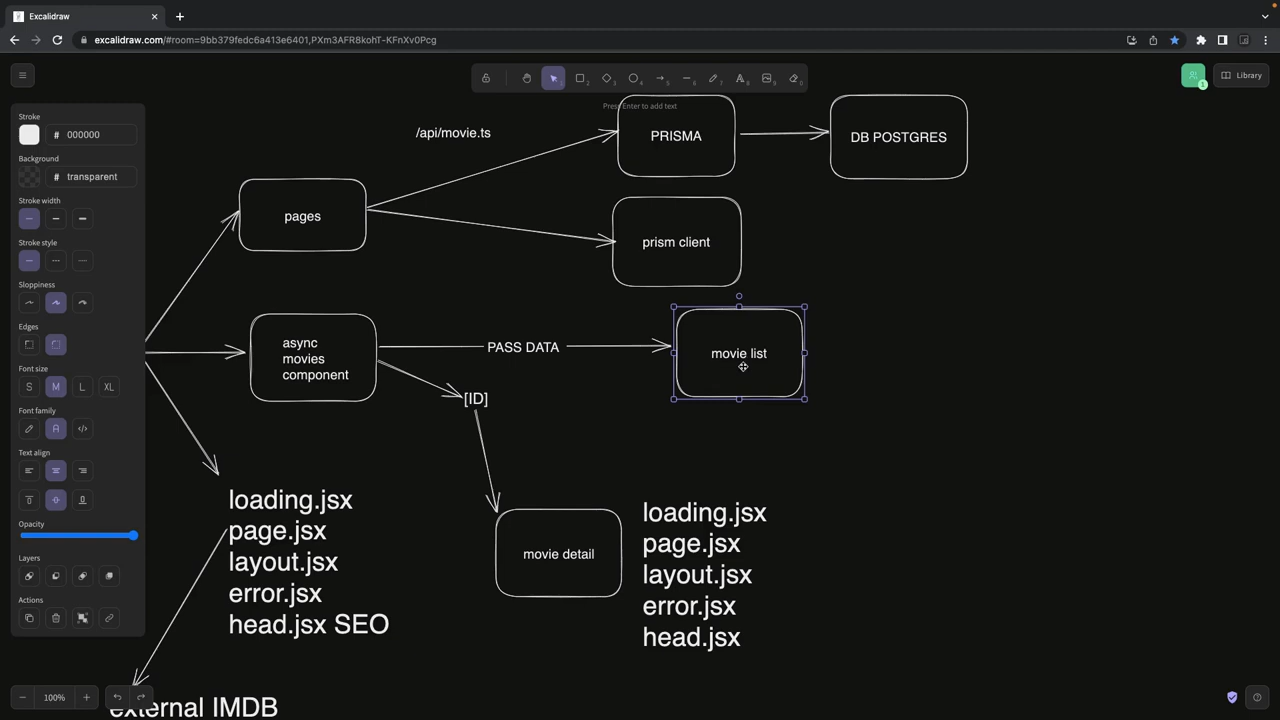 Excalidraw
excalidraw.com/#room=9bb379fedc6a413e6401,PXm3AFR8kohT-KFnXv0Pcg
Library
Press Enter to add text
Stroke
# 000000
Background
# transparent
Stroke width
Stroke style
Sloppiness
Edges
Font size
S M L XL
Font family
Text align
Opacity
Layers
Actions
100%
/api/movie.ts
PRISMA
DB POSTGRES
pages
prism client
async
movies
component
PASS DATA
movie list
[ID]
loading.jsx
page.jsx
layout.jsx
error.jsx
head.jsx SEO
movie detail
loading.jsx
page.jsx
layout.jsx
error.jsx
head.jsx
external IMDB